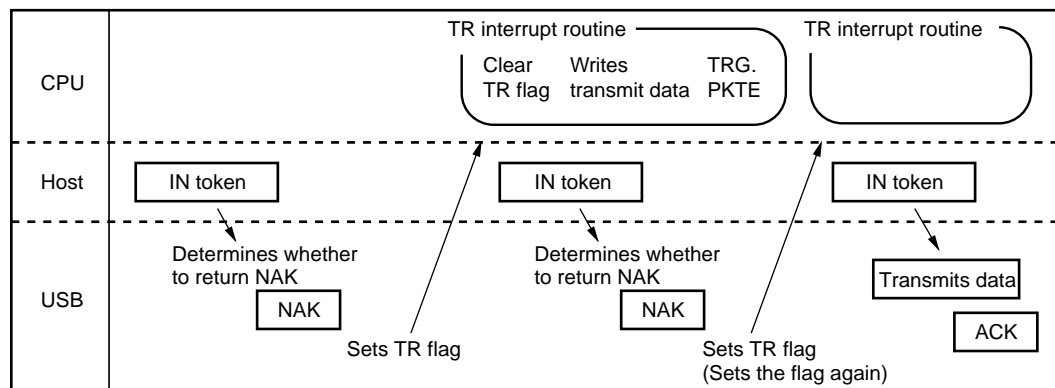 TR interrupt routine
TR interrupt routine
CPU
Clear Writes TRG.
TR flag transmit data PKTE
Host
IN token
IN token
IN token
USB
Determines whether
to return NAK
NAK
Sets TR flag
Determines whether
to return NAK
NAK
Sets TR flag
(Sets the flag again)
Transmits data
ACK